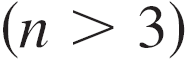 (n > 3)